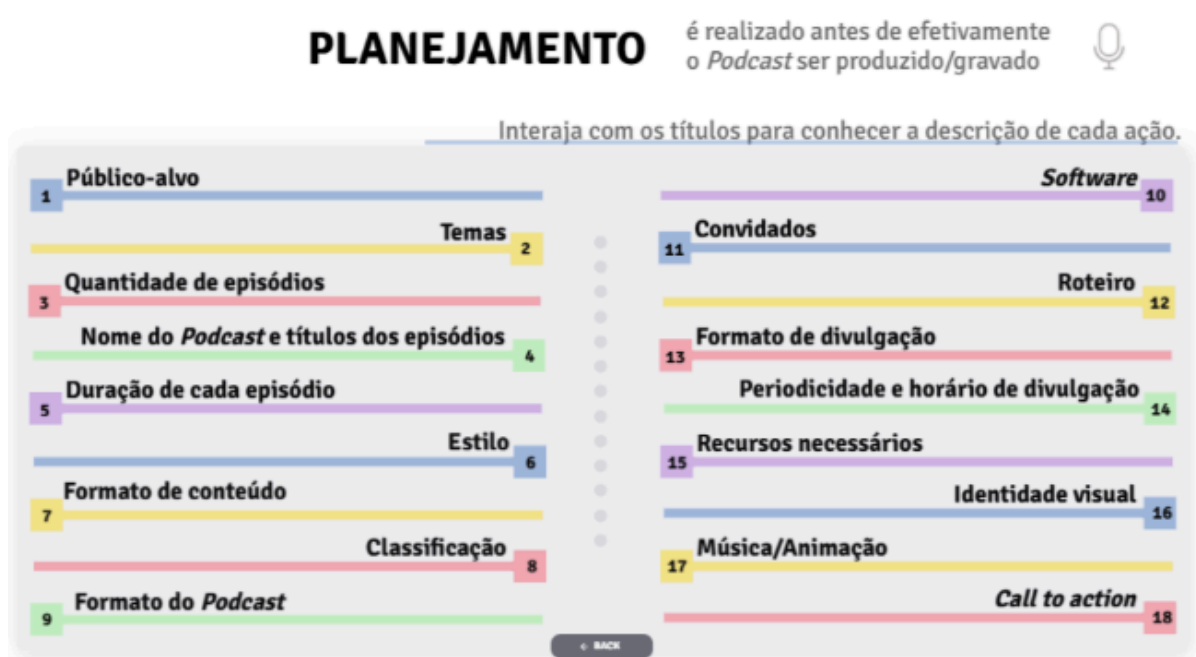 PLANEJAMENTO
é realizado antes de efetivamente
o Podcast ser produzido/gravado
Interaja com os títulos para conhecer a descrição de cada ação.
1 Público-alvo
Temas 2
3 Quantidade de episódios
Nome do Podcast e títulos dos episódios 4
5 Duração de cada episódio
Estilo 6
7 Formato de conteúdo
Classificação 8
9 Formato do Podcast
Software 10
11 Convidados
Roteiro 12
13 Formato de divulgação
Periodicidade e horário de divulgação 14
15 Recursos necessários
Identidade visual 16
17 Música/Animação
Call to action 18
← BACK